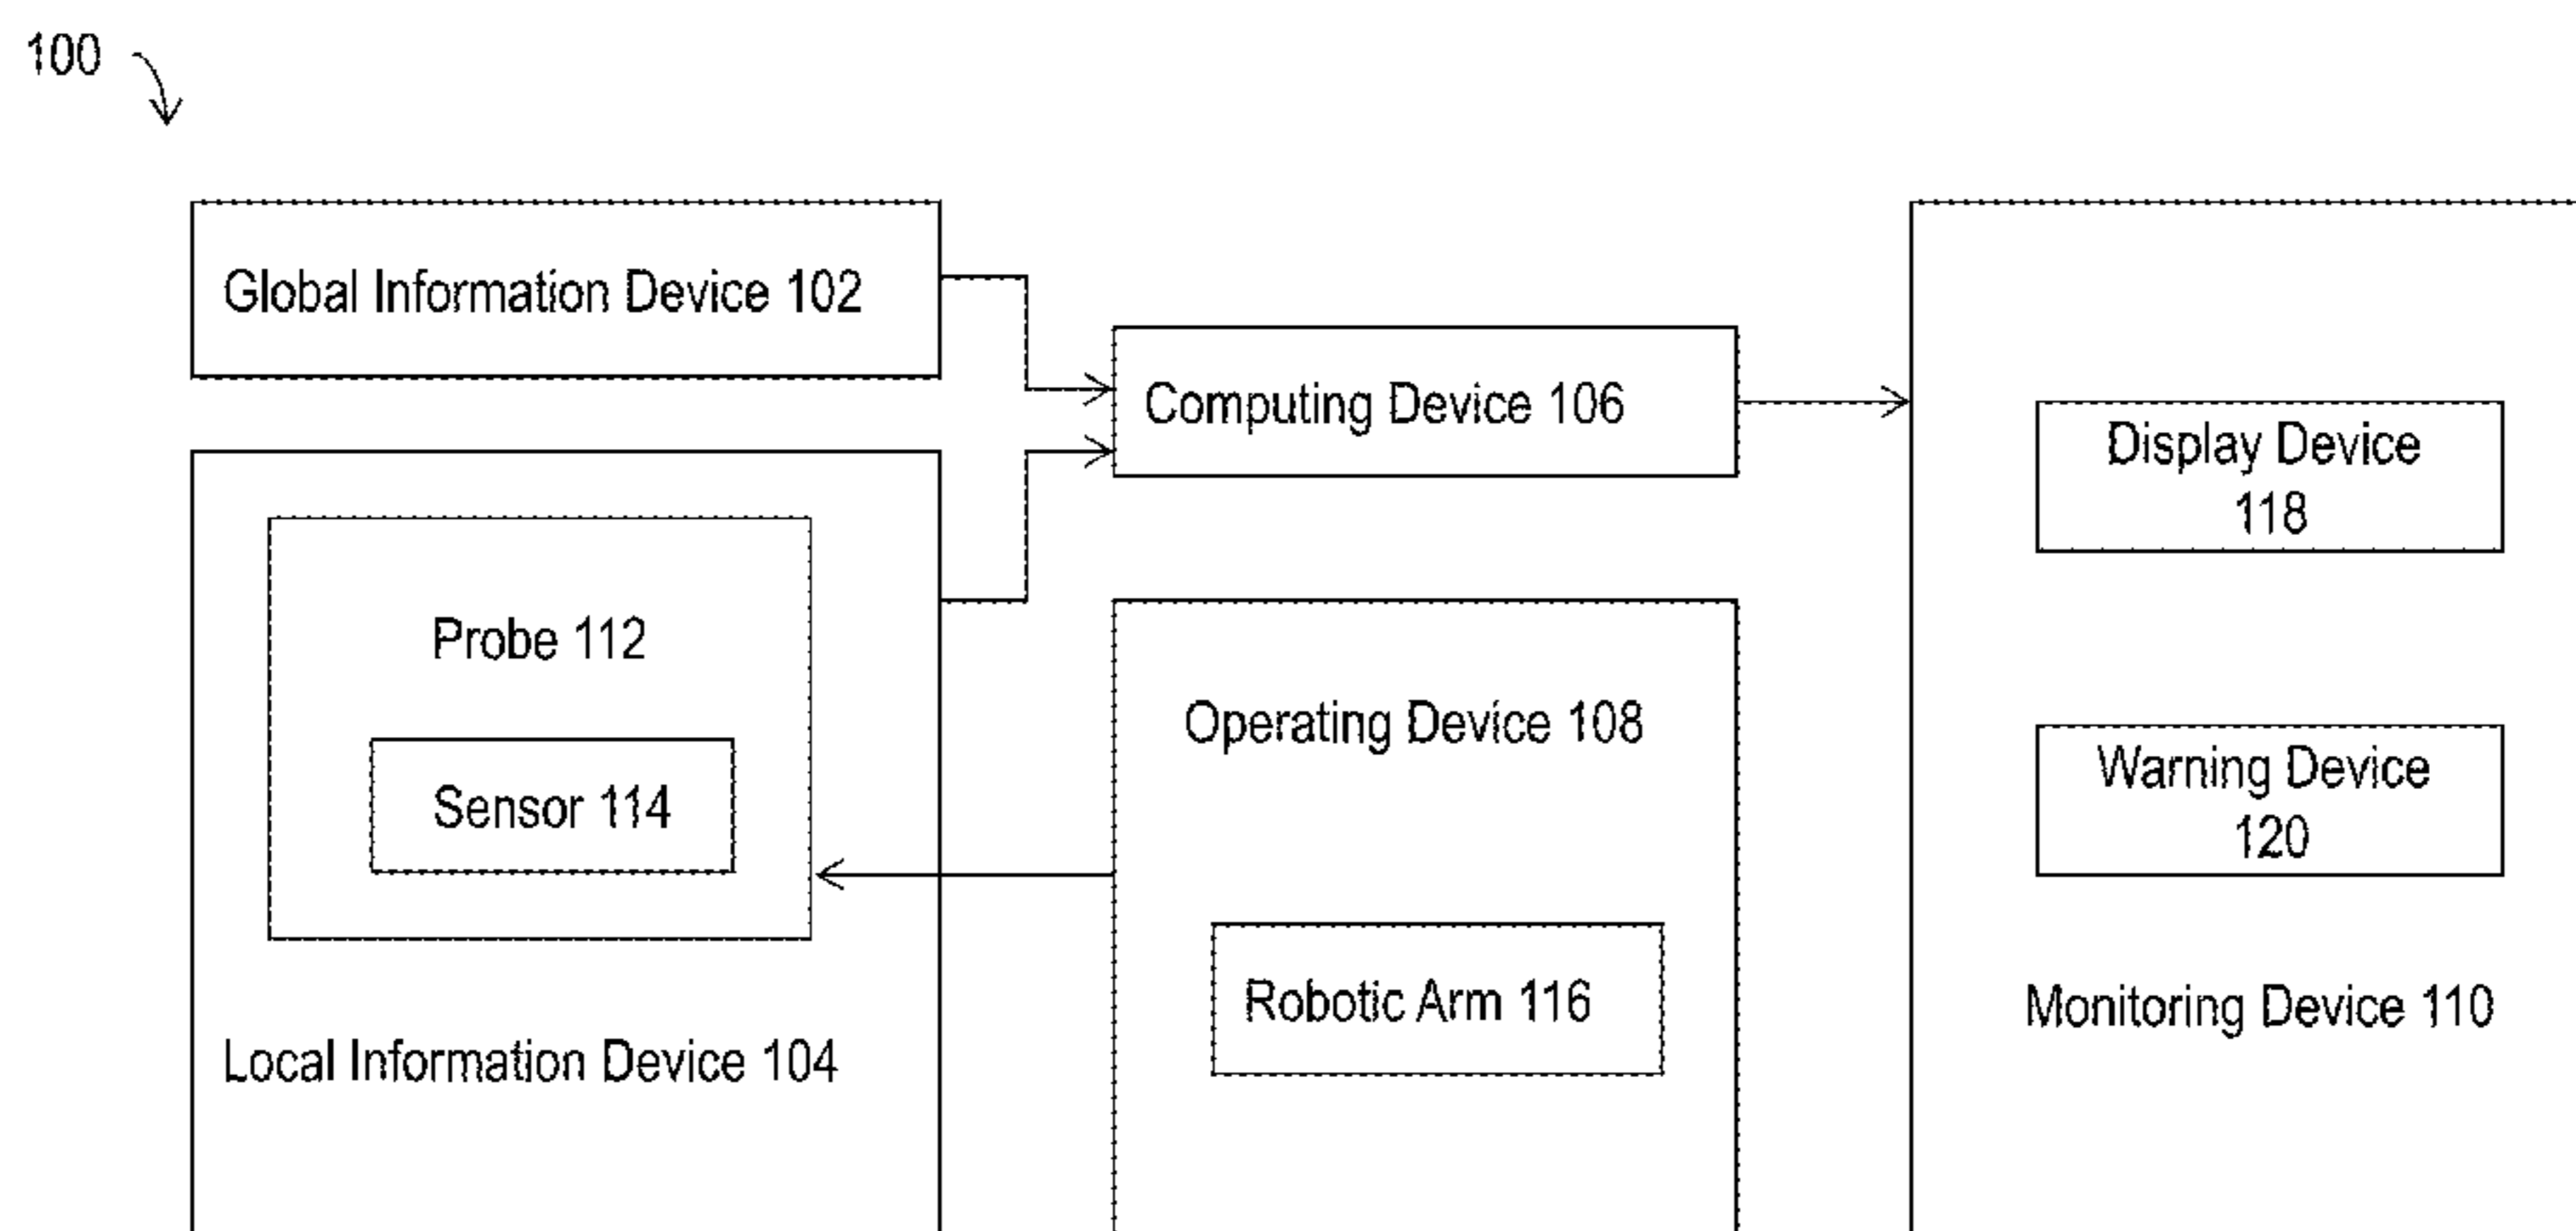 100
Global Information Device 102
Computing Device 106
Display Device
118
Probe 112
Sensor 114
Operating Device 108
Warning Device
120
Robotic Arm 116
Monitoring Device 110
Local Information Device 104